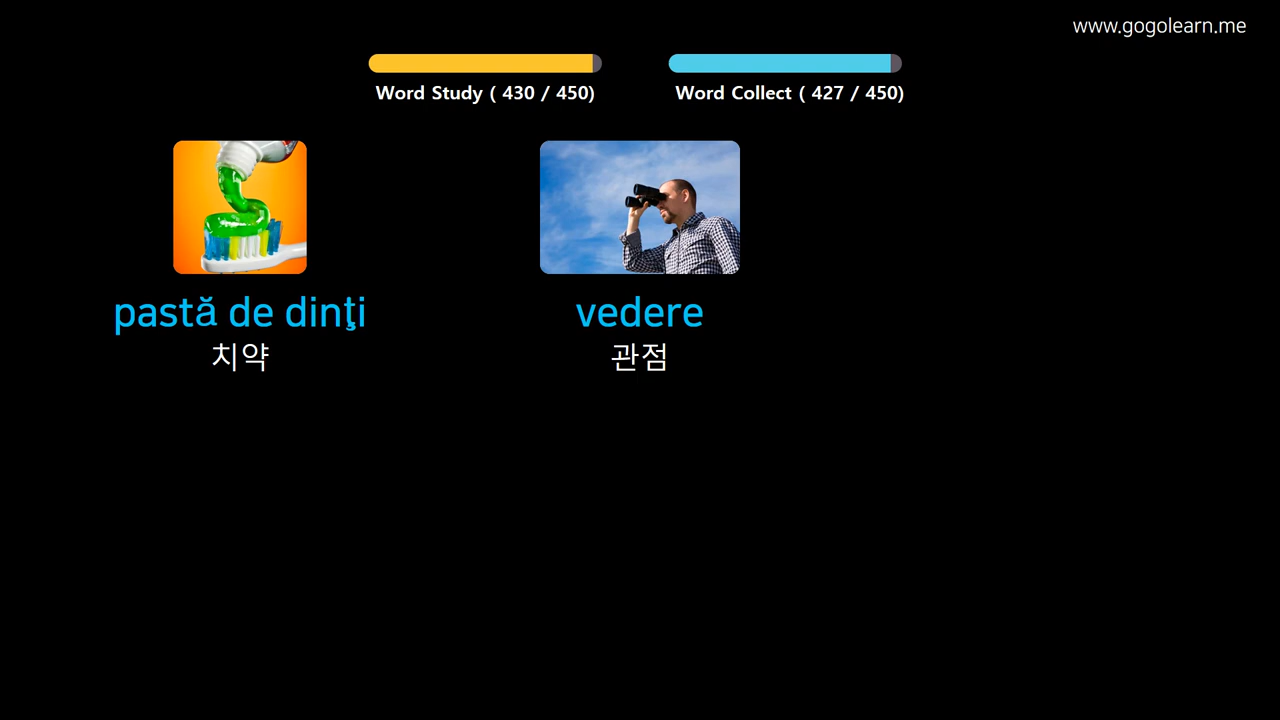 www.gogolearn.me
Word Study ( 430 / 450)
Word Collect ( 427 / 450)
pastă de dinţi
vedere
치약
관점